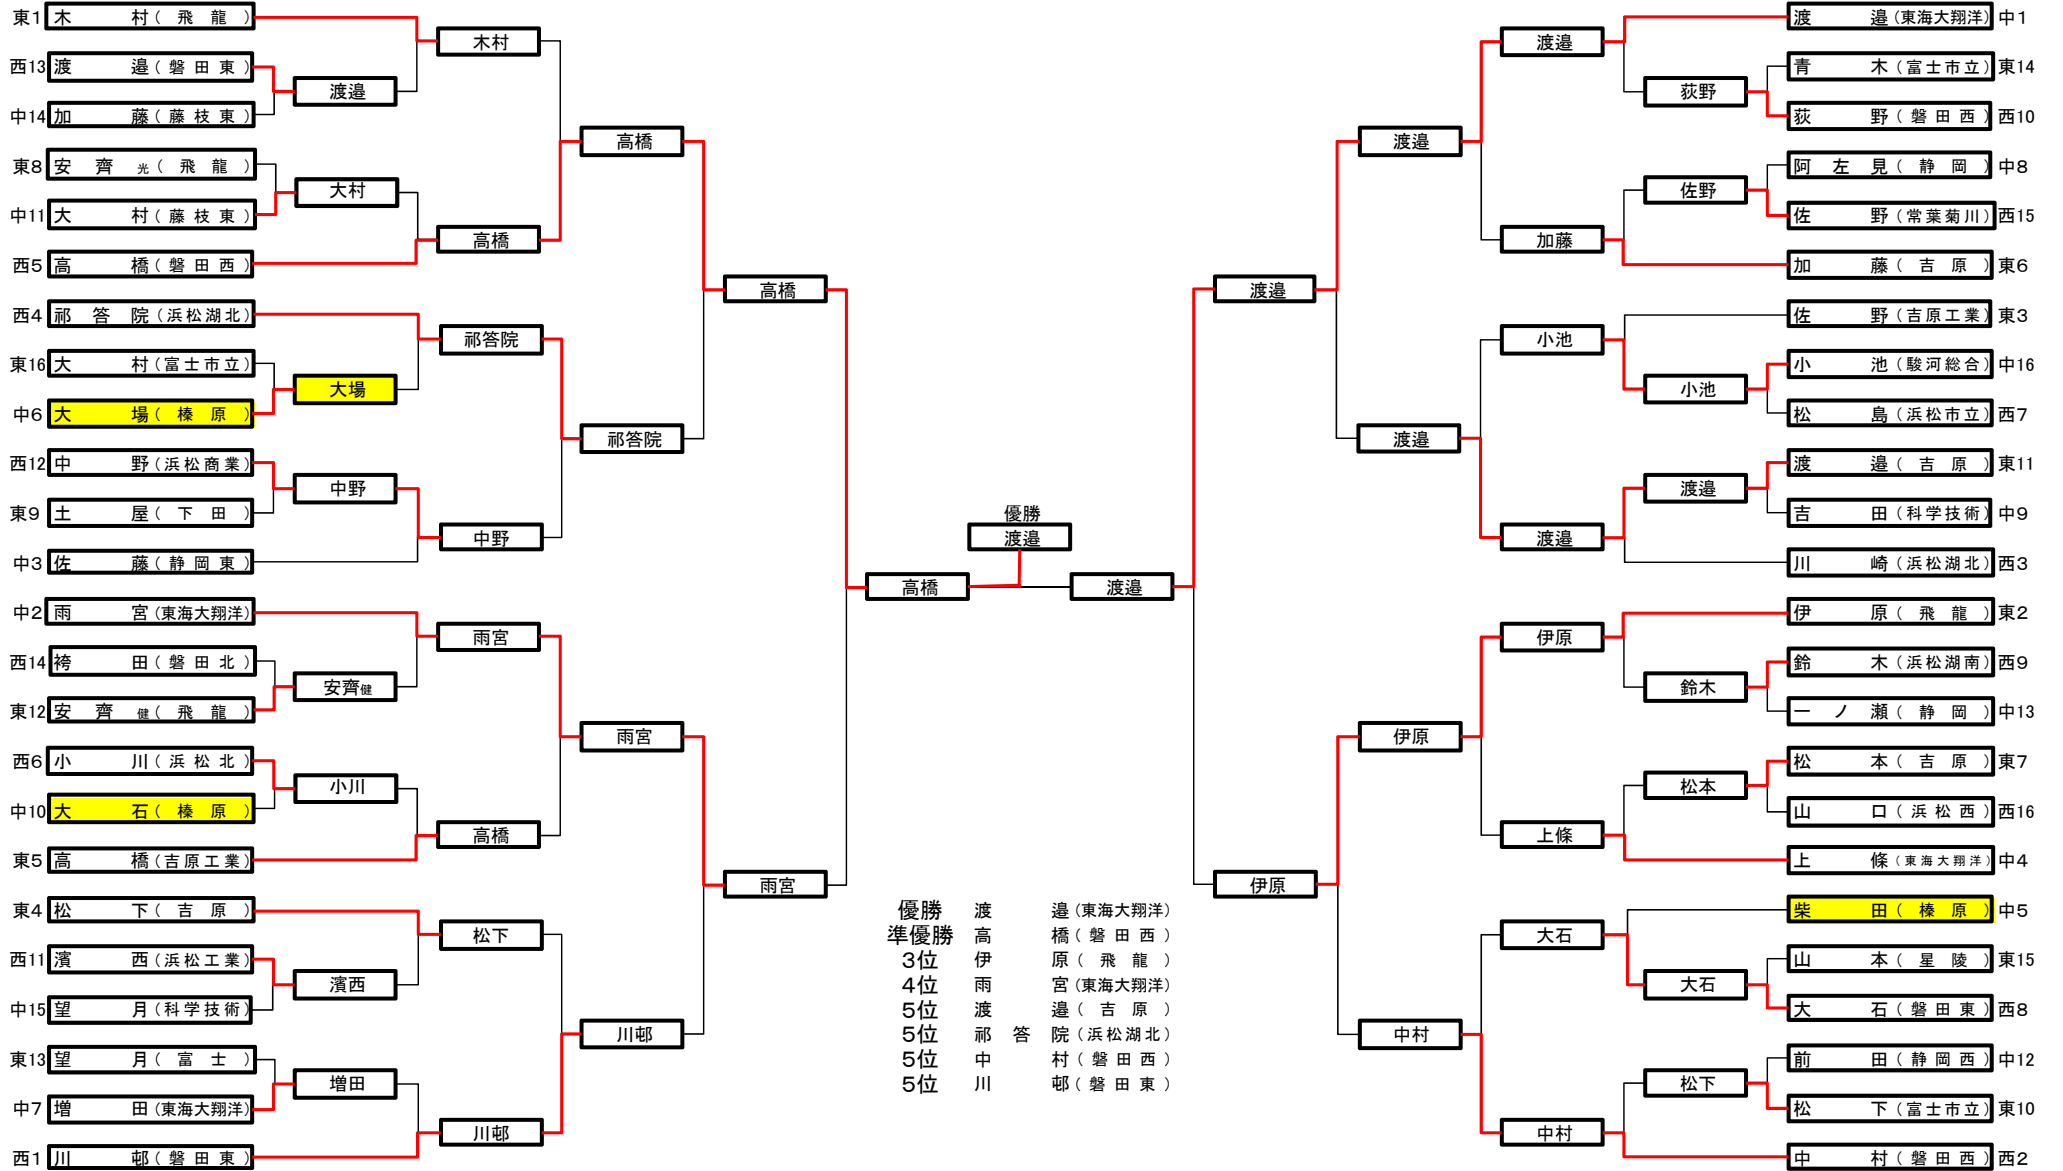 東1 木村(飛龍)
西13 渡邉(磐田東)
中14 加藤(藤枝東)
東8 安齊光(飛龍)
中11 大村(藤枝東)
西5 高橋(磐田西)
西4 祁答院(浜松湖北)
東16 大村(富士市立)
中6 大場(榛原)
西12 中野(浜松商業)
東9 土屋(下田)
中3 佐藤(静岡東)
中2 雨宮(東海大翔洋)
西14 袴田(磐田北)
東12 安齊健(飛龍)
西6 小川(浜松北)
中10 大石(榛原)
東5 高橋(吉原工業)
東4 松下(吉原)
西11 濱西(浜松工業)
中15 望月(科学技術)
東13 望月(富士)
中7 増田(東海大翔洋)
西1 川邨(磐田東)
渡邉
大村
大場
中野
安齊健
小川
濱西
増田
木村
高橋
祁答院
中野
雨宮
高橋
松下
川邨
高橋
祁答院
雨宮
川邨
高橋
雨宮
高橋
優勝
渡邉
渡邉
渡邉
伊原
渡邉
渡邉
伊原
中村
渡邉
加藤
小池
渡邉
伊原
上條
大石
中村
荻野
佐野
小池
渡邉
鈴木
松本
大石
松下
渡邉(東海大翔洋) 中1
青木(富士市立) 東14
荻野(磐田西) 西10
阿左見(静岡) 中8
佐野(常葉菊川) 西15
加藤(吉原) 東6
佐野(吉原工業) 東3
小池(駿河総合) 中16
松島(浜松市立) 西7
渡邉(吉原) 東11
吉田(科学技術) 中9
川崎(浜松湖北) 西3
伊原(飛龍) 東2
鈴木(浜松湖南) 西9
一ノ瀬(静岡) 中13
松本(吉原) 東7
山口(浜松西) 西16
上條(東海大翔洋) 中4
柴田(榛原) 中5
山本(星陵) 東15
大石(磐田東) 西8
前田(静岡西) 中12
松下(富士市立) 東10
中村(磐田西) 西2
優勝 渡邉(東海大翔洋)
準優勝 高橋(磐田西)
3位 伊原(飛龍)
4位 雨宮(東海大翔洋)
5位 渡邉(吉原)
5位 祁答院(浜松湖北)
5位 中村(磐田西)
5位 川邨(磐田東)